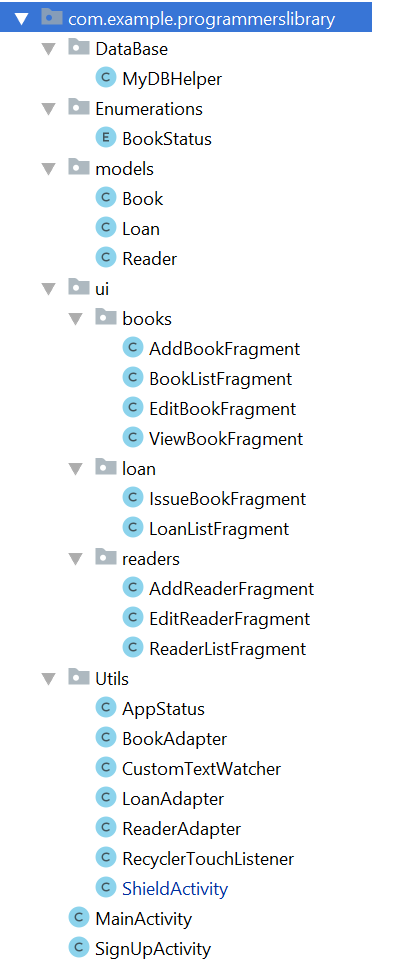 com.example.programmerslibrary
DataBase
C MyDBHelper
Enumerations
E BookStatus
models
C Book
C Loan
C Reader
ui
books
C AddBookFragment
C BookListFragment
C EditBookFragment
C ViewBookFragment
loan
C IssueBookFragment
C LoanListFragment
readers
C AddReaderFragment
C EditReaderFragment
C ReaderListFragment
Utils
C AppStatus
C BookAdapter
C CustomTextWatcher
C LoanAdapter
C ReaderAdapter
C RecyclerTouchListener
C ShieldActivity
C MainActivity
C SignUpActivity